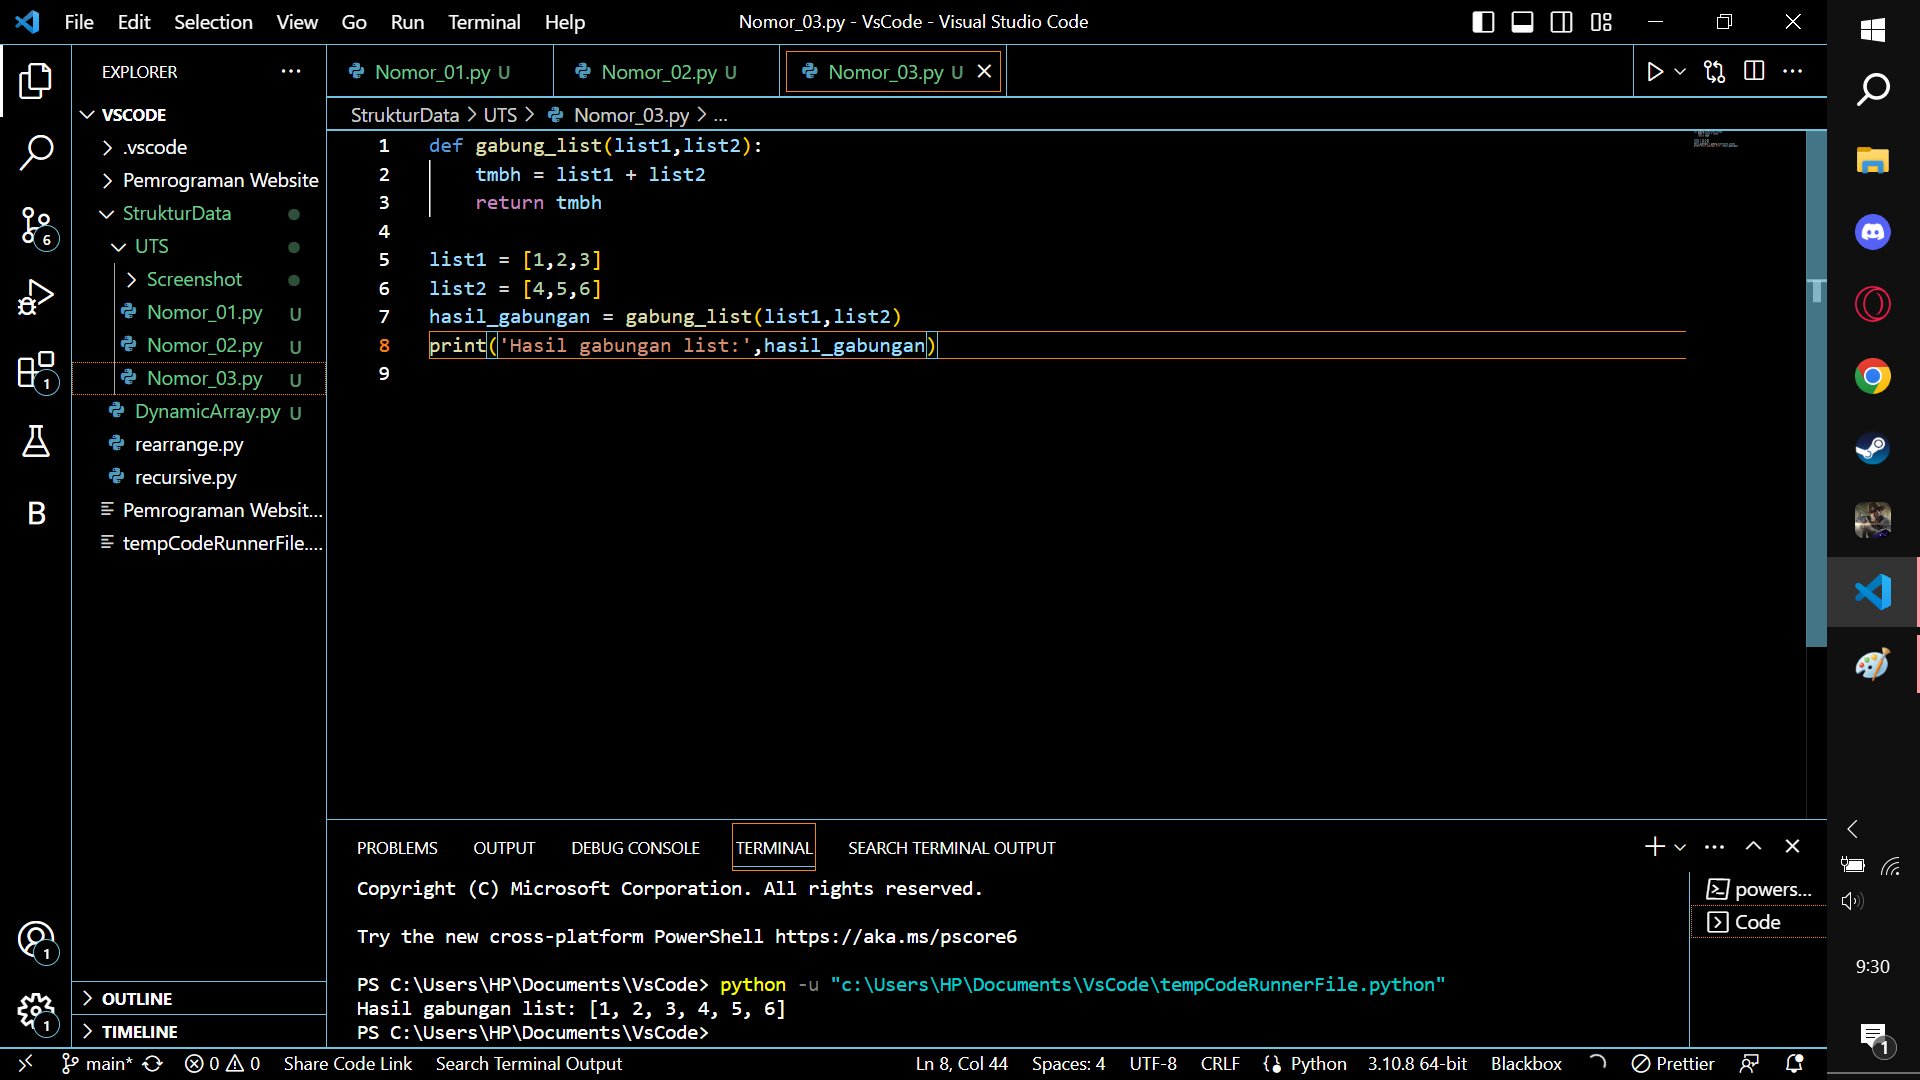 File Edit Selection View Go Run Terminal Help
Nomor_03.py - VsCode - Visual Studio Code
EXPLORER
VSCODE
.vscode
Pemrograman Website
StrukturData
UTS
Screenshot
Nomor_01.py U
Nomor_02.py U
Nomor_03.py U
DynamicArray.py U
rearrange.py
recursive.py
Pemrograman Websit...
tempCodeRunnerFile....
OUTLINE
TIMELINE
6
1
B
1
1
Nomor_01.py U
Nomor_02.py U
Nomor_03.py U
StrukturData > UTS > Nomor_03.py > ...
1 def gabung_list(list1,list2):
2 tmbh = list1 + list2
3 return tmbh
4
5 list1 = [1,2,3]
6 list2 = [4,5,6]
7 hasil_gabungan = gabung_list(list1,list2)
8 print('Hasil gabungan list:',hasil_gabungan)
9
PROBLEMS OUTPUT DEBUG CONSOLE TERMINAL SEARCH TERMINAL OUTPUT
Copyright (C) Microsoft Corporation. All rights reserved.
Try the new cross-platform PowerShell https://aka.ms/pscore6
PS C:\Users\HP\Documents\VsCode> python -u "c:\Users\HP\Documents\VsCode\tempCodeRunnerFile.python"
Hasil gabungan list: [1, 2, 3, 4, 5, 6]
PS C:\Users\HP\Documents\VsCode>
powers...
Code
main* 0 0 Share Code Link Search Terminal Output
Ln 8, Col 44 Spaces: 4 UTF-8 CRLF Python 3.10.8 64-bit Blackbox Prettier
9:30
1